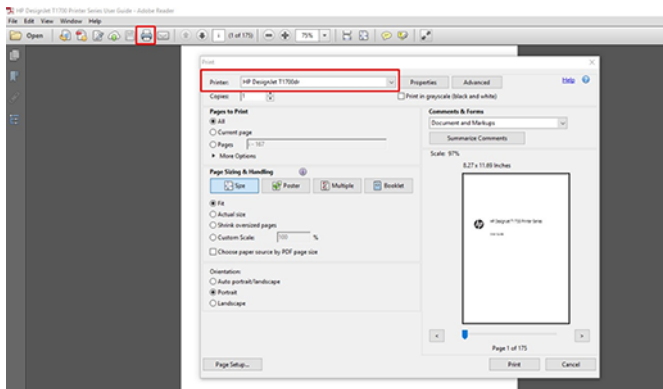 HP DesignJet T1700 Printer Series User Guide - Adobe Reader
File Edit View Window Help
Open (1 of 175) 75%
Print
Printer: HP DesignJet T1700dr Properties Advanced Help
Copies: 1 Print in grayscale (black and white)
Pages to Print Comments & Forms
All Document and Markups
Current page
Pages 1 - 167 Summarize Comments
More Options Scale: 97%
8.27 x 11.69 Inches
Page Sizing & Handling
Size Poster Multiple Booklet
Fit
Actual size
Shrink oversized pages
Custom Scale: 100 %
Choose paper source by PDF page size
Orientation:
Auto portrait/landscape
Portrait
Landscape
Page 1 of 175
Page Setup... Print Cancel